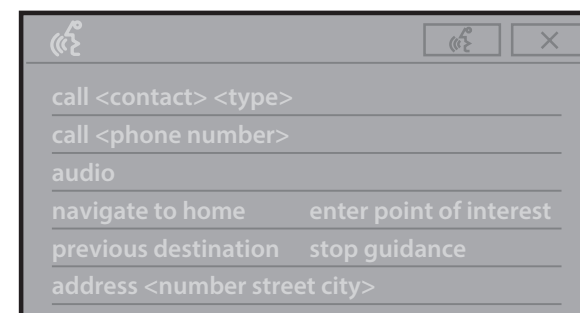 call <contact> <type>
call <phone number>
audio
navigate to home enter point of interest
previous destination stop guidance
address <number street city>